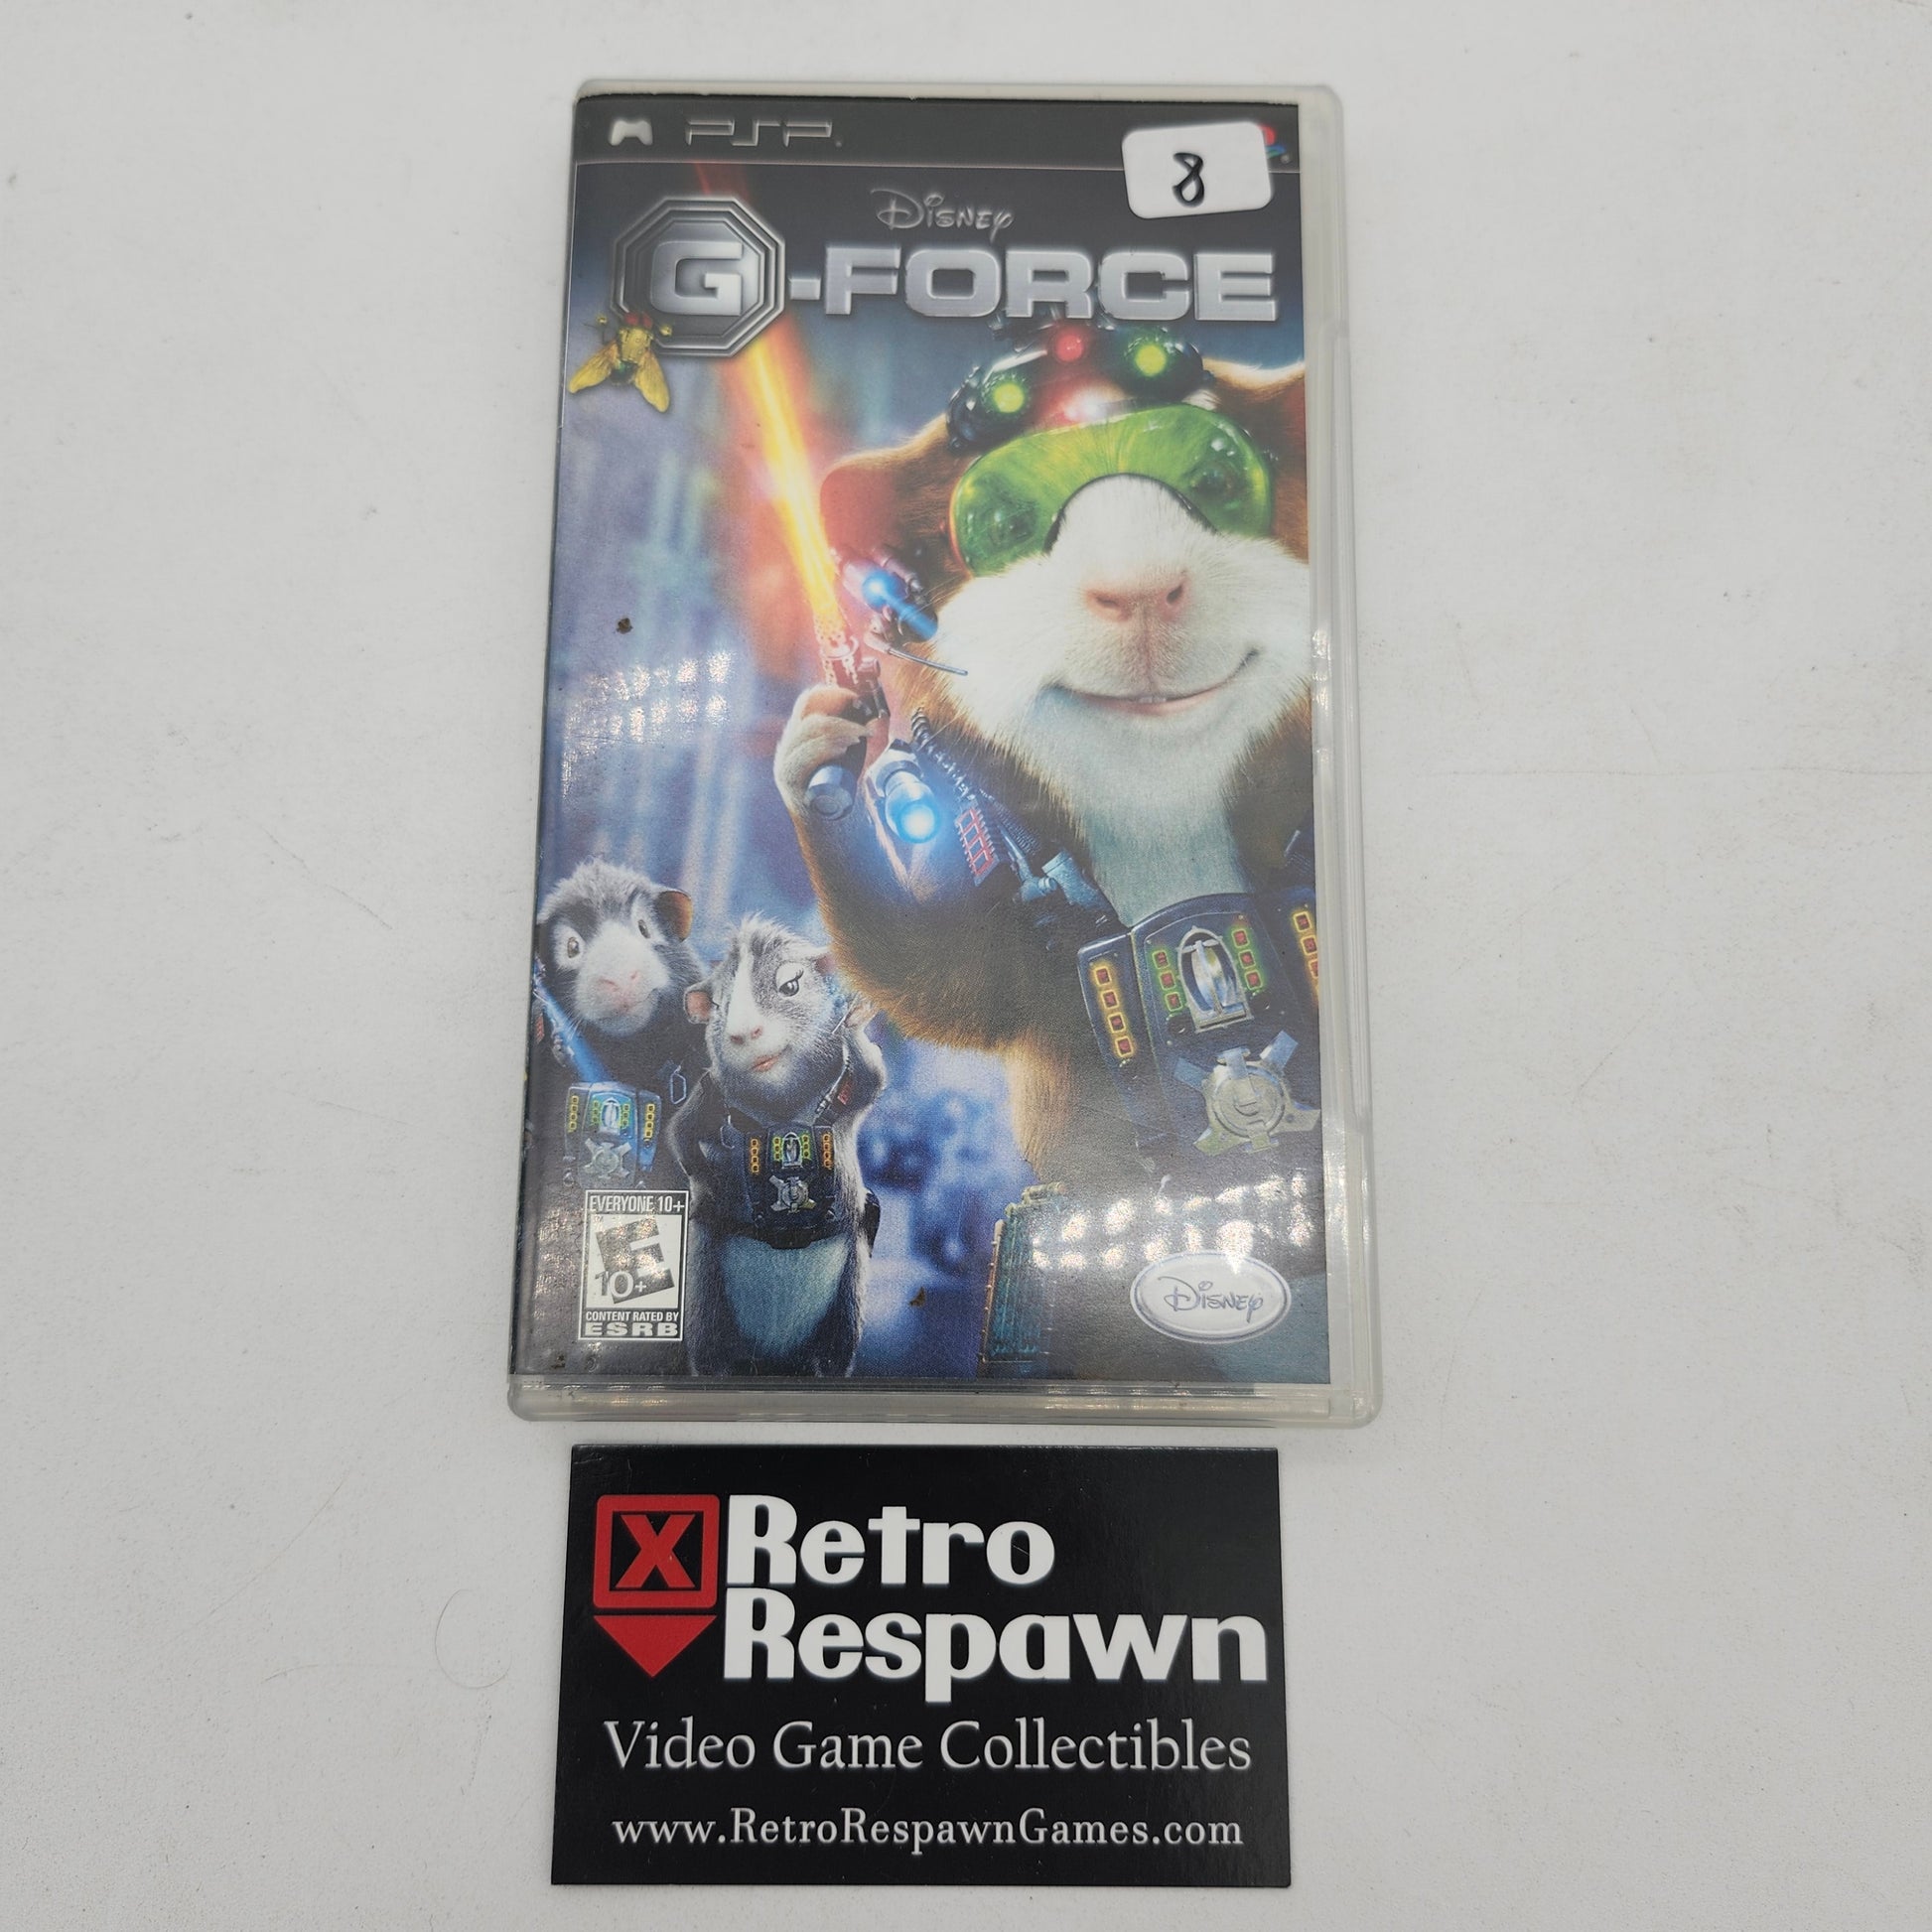 PSP
8
Disney
G-FORCE
EVERYONE 10+
E
10+
CONTENT RATED BY
ESRB
Disney
X Retro
Respawn
Video Game Collectibles
www.RetroRespawnGames.com